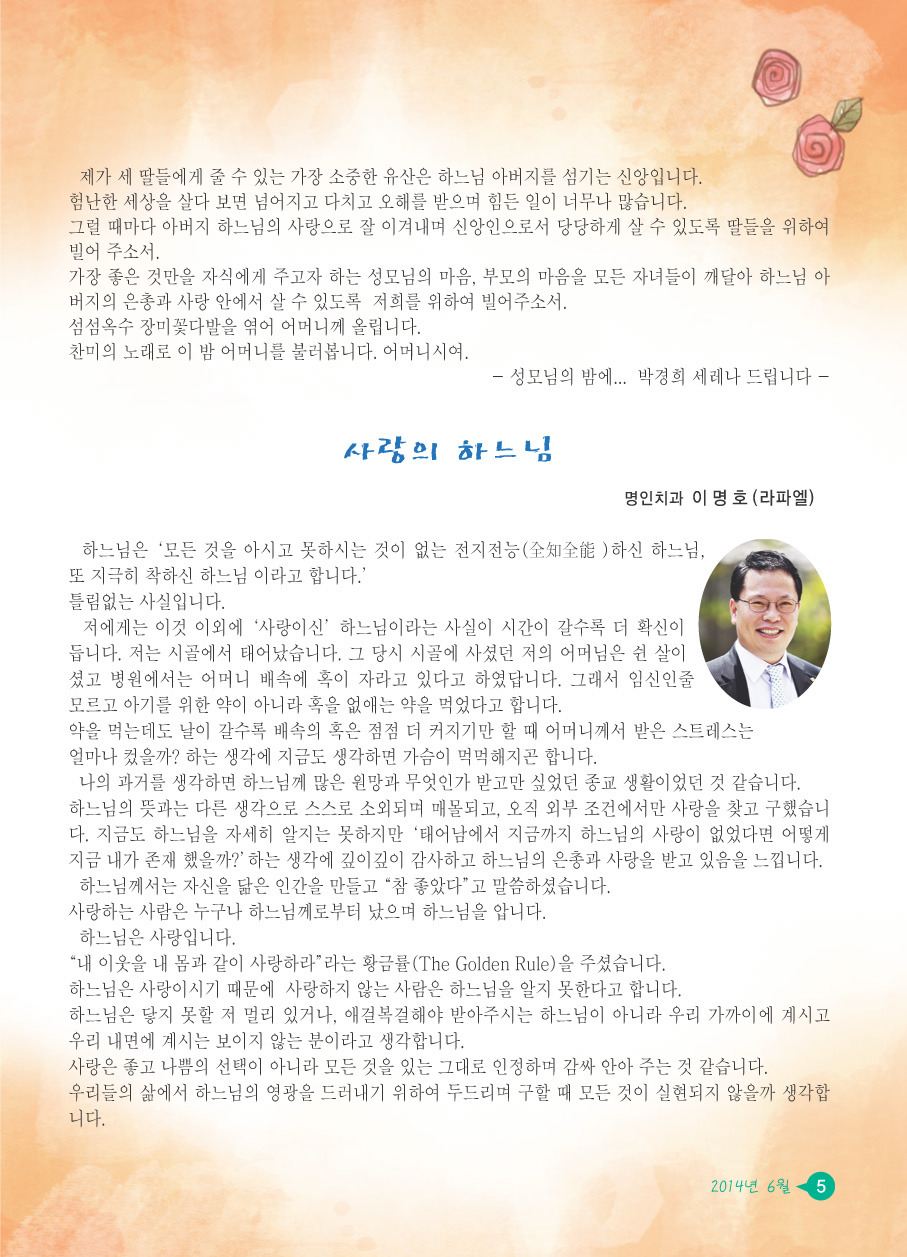 제가 세 딸들에게 줄 수 있는 가장 소중한 유산은 하느님 아버지를 섬기는 신앙입니다.
험난한 세상을 살다 보면 넘어지고 다치고 오해를 받으며 힘든 일이 너무나 많습니다.
그럴 때마다 아버지 하느님의 사랑으로 잘 이겨내며 신앙인으로서 당당하게 살 수 있도록 딸들을 위하여
빌어 주소서.
가장 좋은 것만을 자식에게 주고자 하는 성모님의 마음, 부모의 마음을 모든 자녀들이 깨달아 하느님 아
버지의 은총과 사랑 안에서 살 수 있도록 저희를 위하여 빌어주소서.
섬섬옥수 장미꽃다발을 엮어 어머니께 올립니다.
찬미의 노래로 이 밤 어머니를 불러봅니다. 어머니시여.
– 성모님의 밤에... 박경희 세레나 드립니다 –
사랑의 하느님
명인치과 이 명 호 (라파엘)
하느님은 ‘모든 것을 아시고 못하시는 것이 없는 전지전능(全知全能 )하신 하느님,
또 지극히 착하신 하느님 이라고 합니다.’
틀림없는 사실입니다.
저에게는 이것 이외에 ‘사랑이신’ 하느님이라는 사실이 시간이 갈수록 더 확신이
듭니다. 저는 시골에서 태어났습니다. 그 당시 시골에 사셨던 저의 어머님은 쉰 살이
셨고 병원에서는 어머니 배속에 혹이 자라고 있다고 하였답니다. 그래서 임신인줄
모르고 아기를 위한 약이 아니라 혹을 없애는 약을 먹었다고 합니다.
약을 먹는데도 날이 갈수록 배속의 혹은 점점 더 커지기만 할 때 어머니께서 받은 스트레스는
얼마나 컸을까? 하는 생각에 지금도 생각하면 가슴이 먹먹해지곤 합니다.
나의 과거를 생각하면 하느님께 많은 원망과 무엇인가 받고만 싶었던 종교 생활이었던 것 같습니다.
하느님의 뜻과는 다른 생각으로 스스로 소외되며 매몰되고, 오직 외부 조건에서만 사랑을 찾고 구했습니
다. 지금도 하느님을 자세히 알지는 못하지만 ‘태어남에서 지금까지 하느님의 사랑이 없었다면 어떻게
지금 내가 존재 했을까?’ 하는 생각에 깊이깊이 감사하고 하느님의 은총과 사랑을 받고 있음을 느낍니다.
하느님께서는 자신을 닮은 인간을 만들고 “참 좋았다”고 말씀하셨습니다.
사랑하는 사람은 누구나 하느님께로부터 났으며 하느님을 압니다.
하느님은 사랑입니다.
“내 이웃을 내 몸과 같이 사랑하라”라는 황금률(The Golden Rule)을 주셨습니다.
하느님은 사랑이시기 때문에 사랑하지 않는 사람은 하느님을 알지 못한다고 합니다.
하느님은 닿지 못할 저 멀리 있거나, 애걸복걸해야 받아주시는 하느님이 아니라 우리 가까이에 계시고
우리 내면에 계시는 보이지 않는 분이라고 생각합니다.
사랑은 좋고 나쁨의 선택이 아니라 모든 것을 있는 그대로 인정하며 감싸 안아 주는 것 같습니다.
우리들의 삶에서 하느님의 영광을 드러내기 위하여 두드리며 구할 때 모든 것이 실현되지 않을까 생각합
니다.
2014년 6월 5